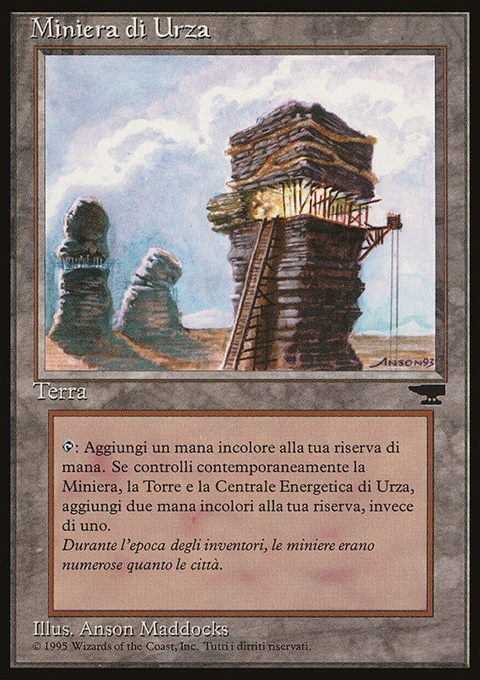 Miniera di Urza
ANSON93
Terra
: Aggiungi un mana incolore alla tua riserva di
mana. Se controlli contemporaneamente la
Miniera, la Torre e la Centrale Energetica di Urza,
aggiungi due mana incolori alla tua riserva, invece
di uno.
Durante l'epoca degli inventori, le miniere erano
numerose quanto le città.
Illus. Anson Maddocks
© 1995 Wizards of the Coast, Inc. Tutti i dirriti riservati.